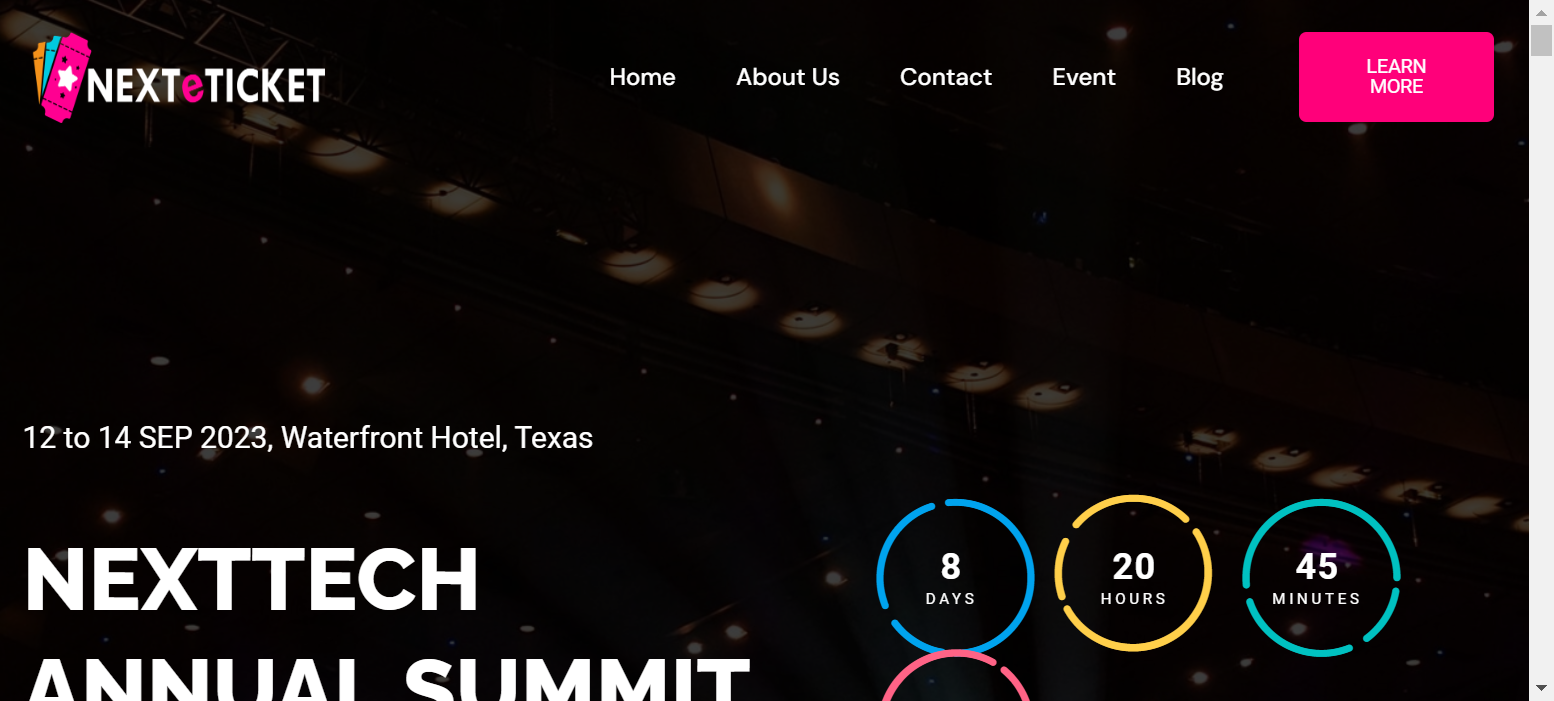 NEXTeTICKET
Home
About Us
Contact
Event
Blog
LEARN
MORE
12 to 14 SEP 2023, Waterfront Hotel, Texas
NEXTTECH
ANNUAL SUMMIT
8
DAYS
20
HOURS
45
MINUTES